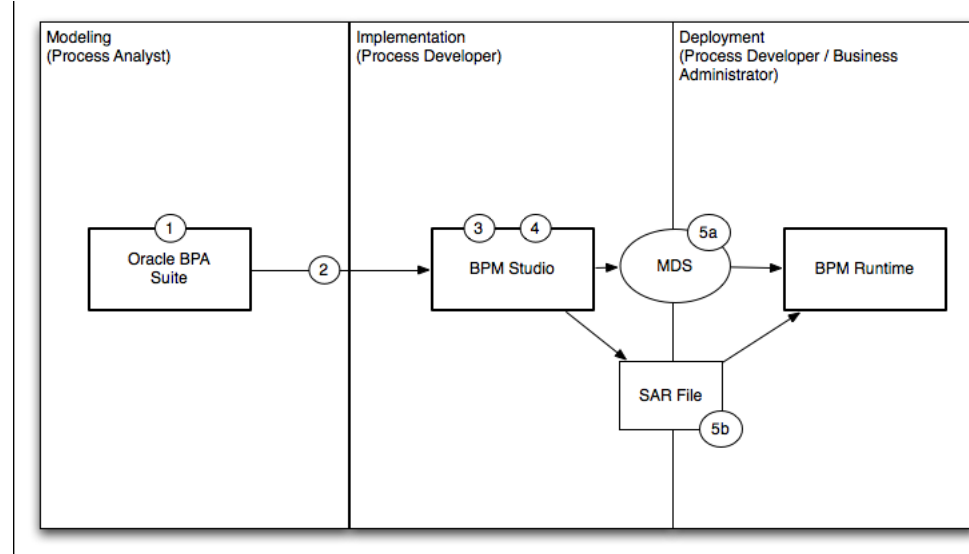 Modeling
(Process Analyst)
Implementation
(Process Developer)
Deployment
(Process Developer / Business
Administrator)
1
Oracle BPA
Suite
2
3
4
BPM Studio
5a
MDS
BPM Runtime
SAR File
5b